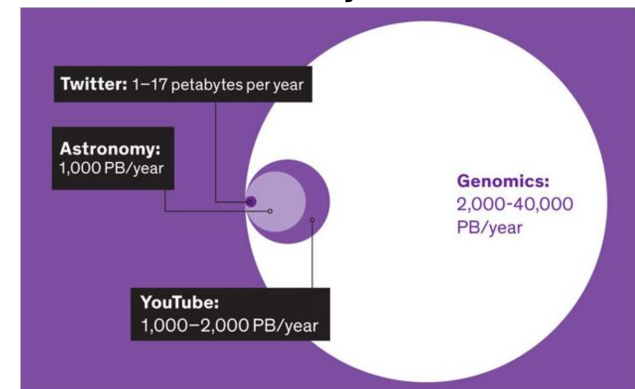 Twitter: 1–17 petabytes per year
Astronomy:
1,000 PB/year
Genomics:
2,000-40,000
PB/year
YouTube:
1,000–2,000 PB/year